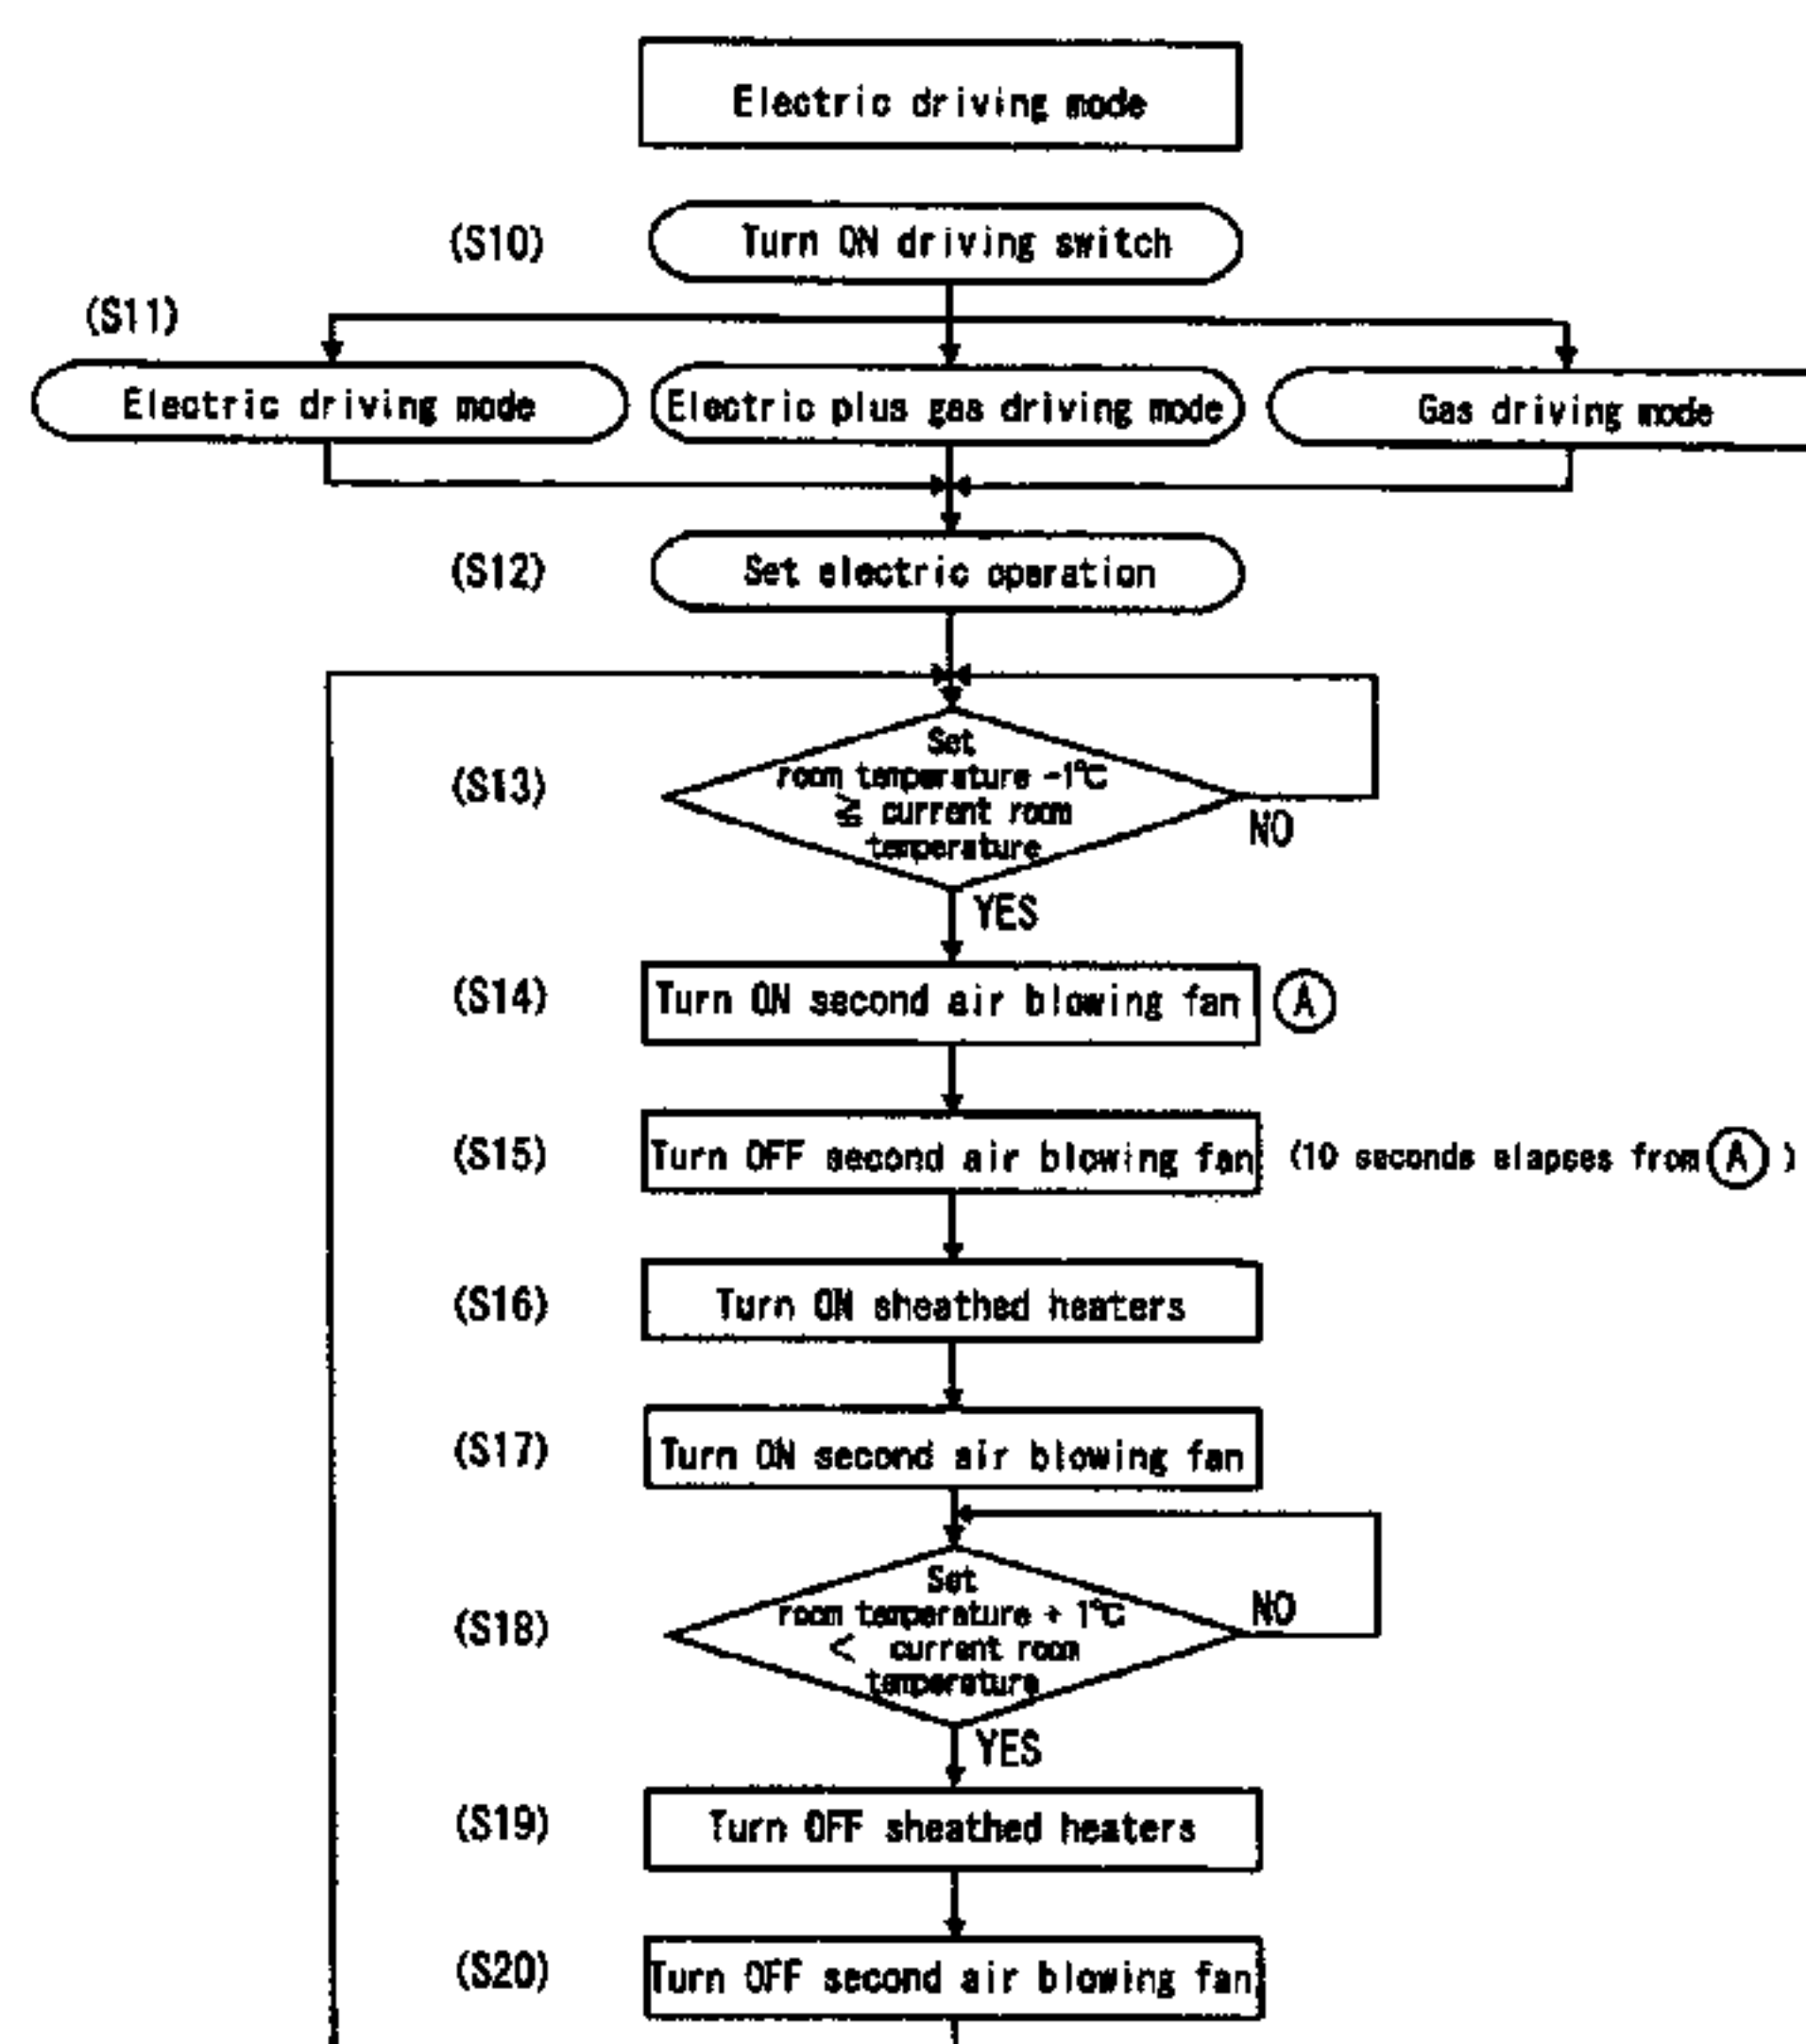 Electric driving mode
(S10) Turn ON driving switch
(S11)
Electric driving mode Electric plus gas driving mode Gas driving mode
(S12) Set electric operation
Set
room temperature -1℃
(S13)
≧ current room
temperature
NO
YES
(S14) Turn ON second air blowing fan Ⓐ
(S15) Turn OFF second air blowing fan (10 seconds elapses from Ⓐ )
(S16) Turn ON sheathed heaters
(S17) Turn ON second air blowing fan
Set
room temperature + 1℃ NO
(S18)
< current room
temperature
YES
(S19) Turn OFF sheathed heaters
(S20) Turn OFF second air blowing fan